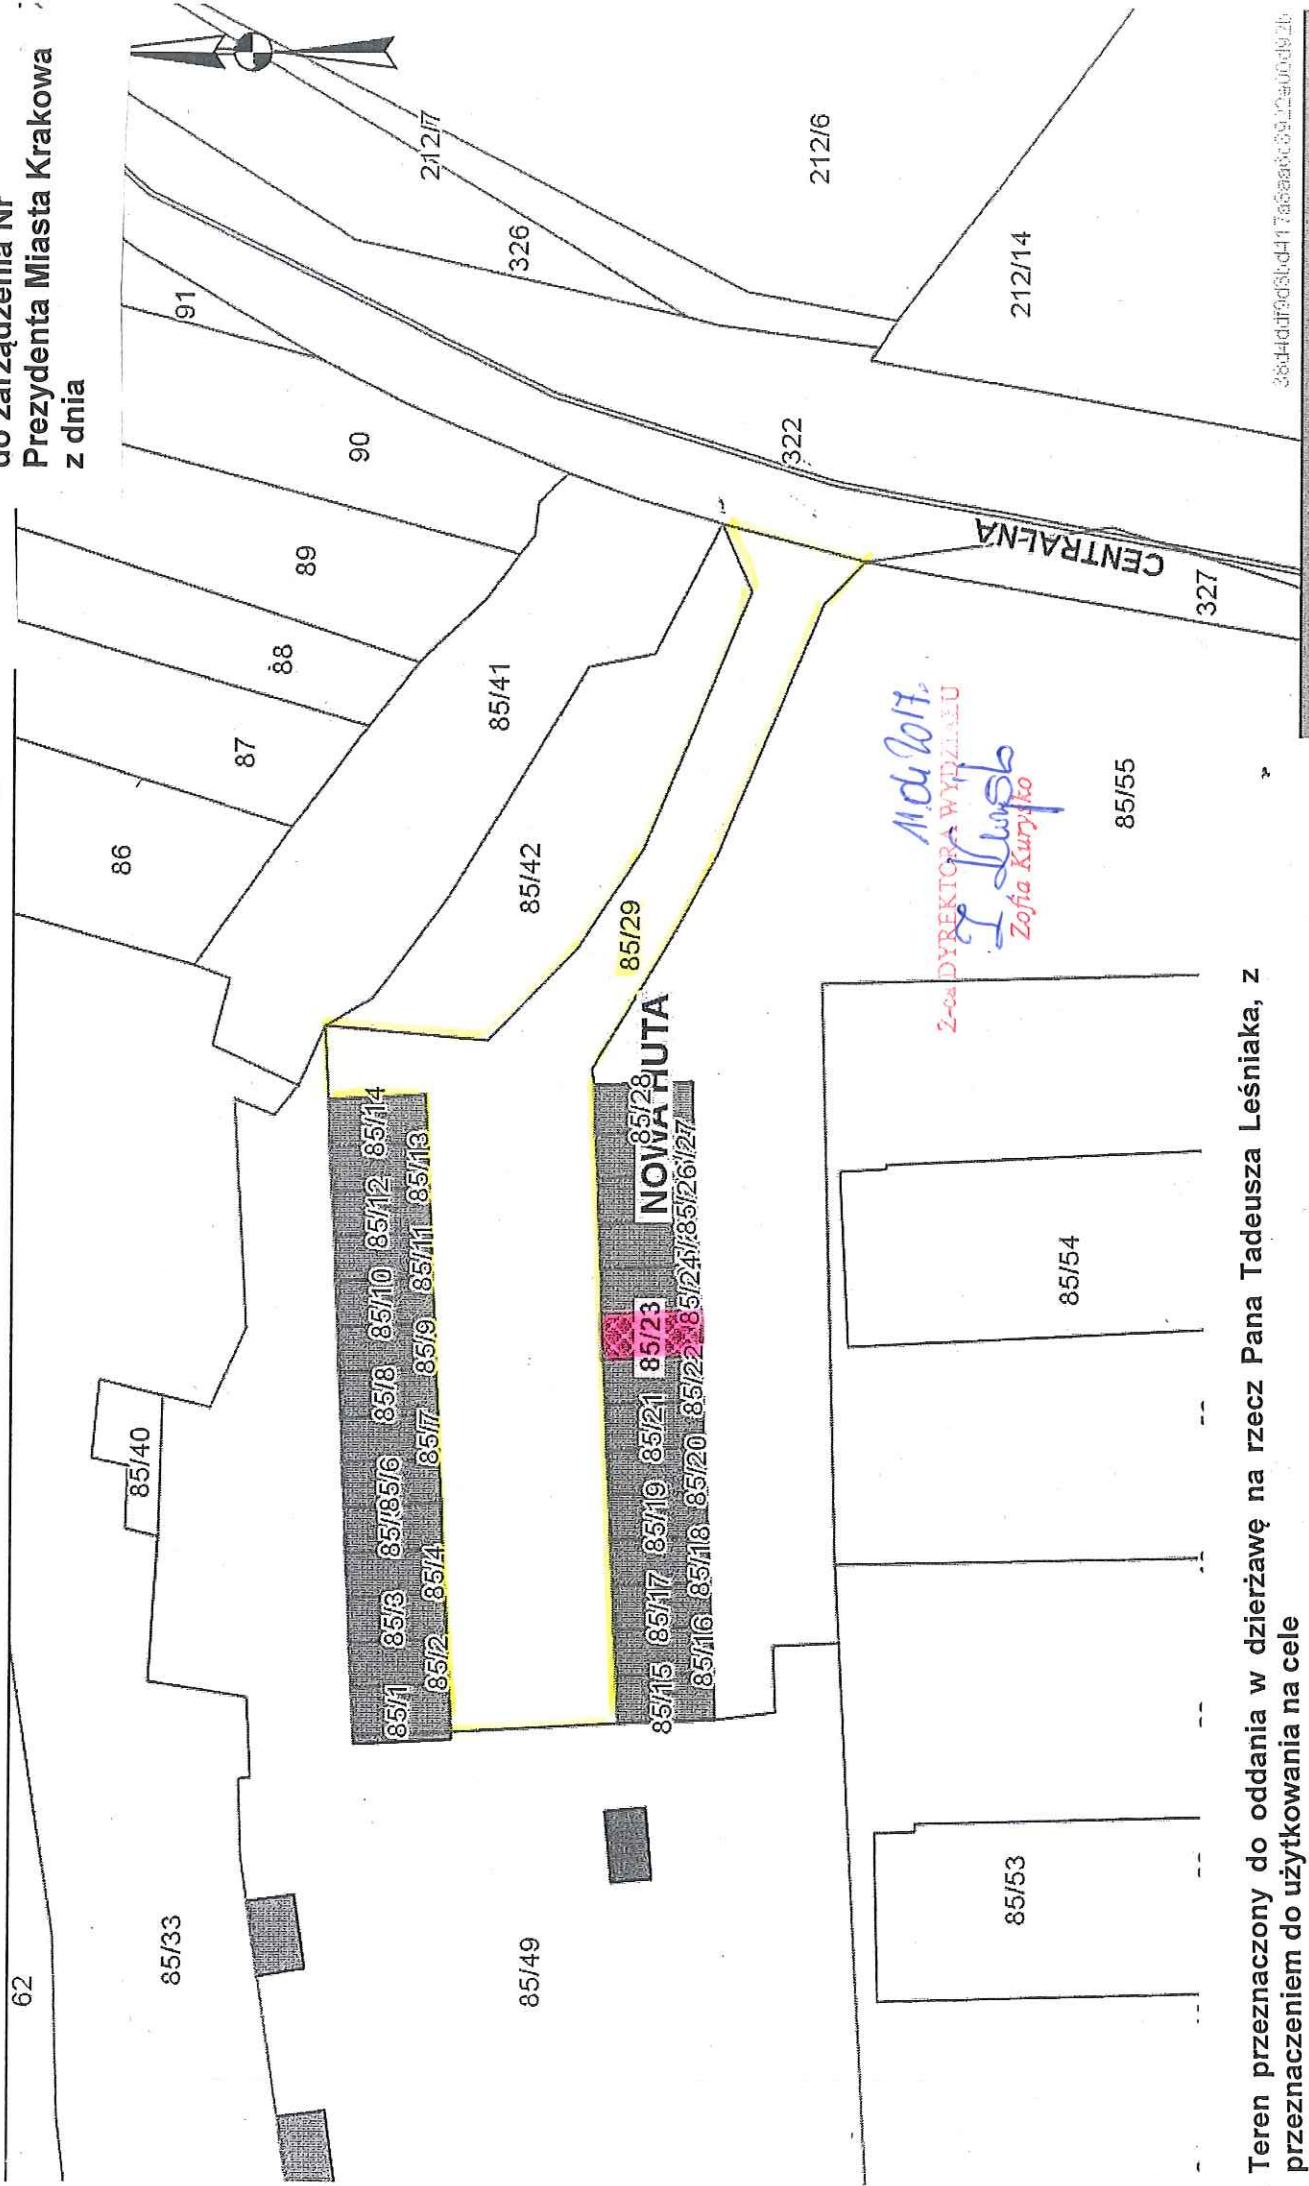 do zarządzenia Nr
Prezydenta Miasta Krakowa
z dnia
62
85/33
85/40
86
87
88
89
90
91
326
212/7
212/6
212/14
322
CENTRALNA
327
85/41
85/42
85/29
85/1 85/3 85/6 85/8 85/10 85/12 85/14
85/2 85/4 85/7 85/9 85/11 85/13
NOWA HUTA
85/15 85/17 85/19 85/21 85/23 85/28
85/16 85/18 85/20 85/22 85/24 85/26 /27
85/49
85/53
85/54
85/55
2017
Z-ca DYREKTORA WYDZIAŁU
Zofia Kuryśko
Teren przeznaczony do oddania w dzierżawę na rzecz Pana Tadeusza Leśniaka, z
przeznaczeniem do użytkowania na cele